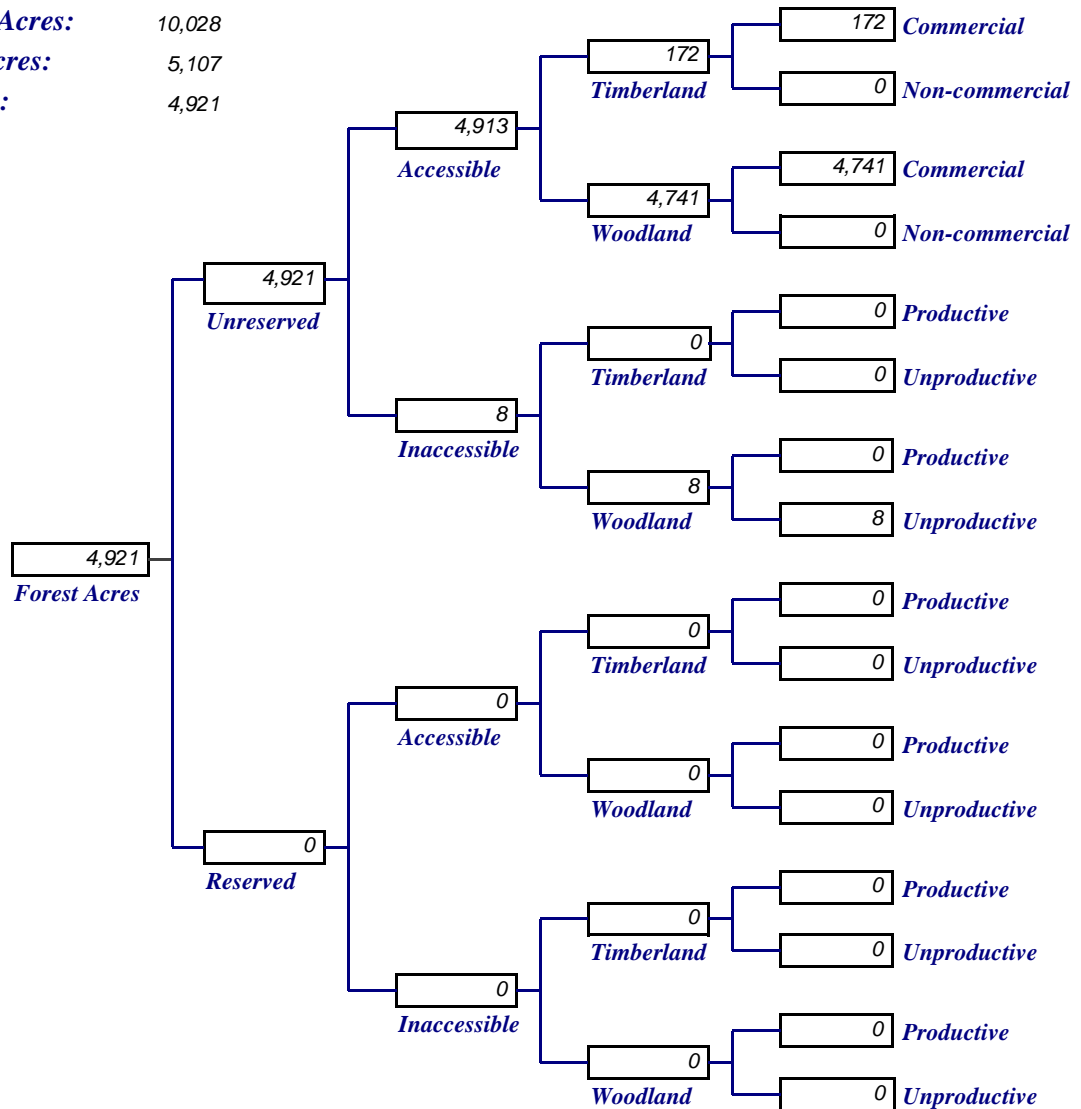 Acres: 10,028
cres: 5,107
: 4,921
172 Commercial
172
Timberland
0 Non-commercial
4,913
Accessible
4,741 Commercial
4,741
Woodland
0 Non-commercial
4,921
Unreserved
0 Productive
0
Timberland
0 Unproductive
8
Inaccessible
0 Productive
8
Woodland
8 Unproductive
4,921
Forest Acres
0 Productive
0
Timberland
0 Unproductive
0
Accessible
0 Productive
0
Woodland
0 Unproductive
0
Reserved
0 Productive
0
Timberland
0 Unproductive
0
Inaccessible
0 Productive
0
Woodland
0 Unproductive